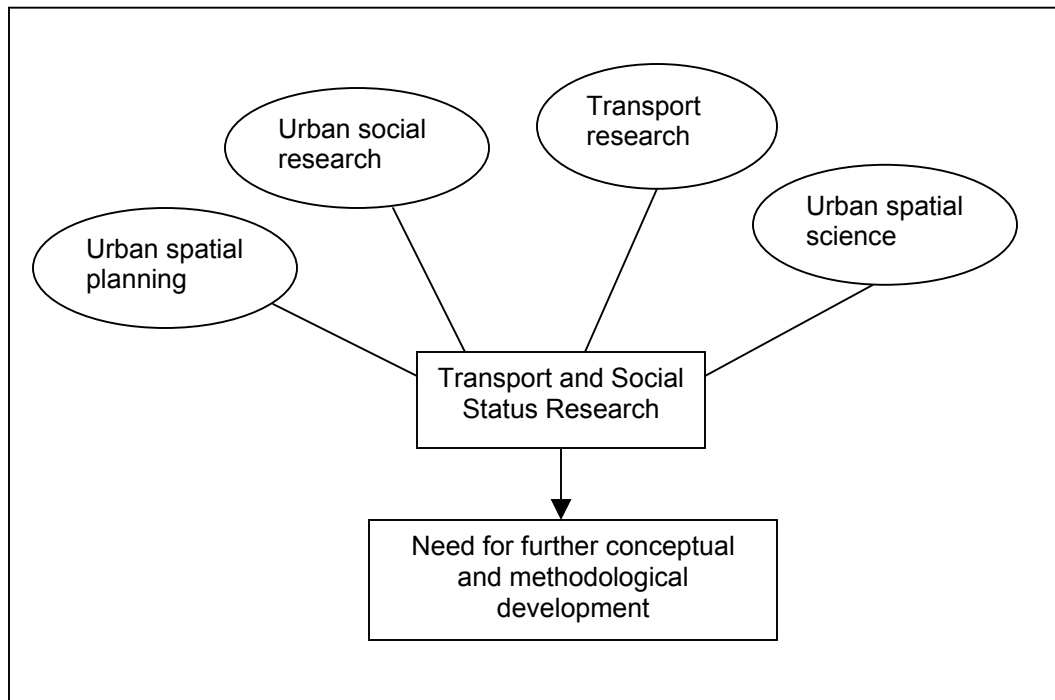 Urban spatial
planning
Urban social
research
Transport
research
Urban spatial
science
Transport and Social
Status Research
Need for further conceptual
and methodological
development